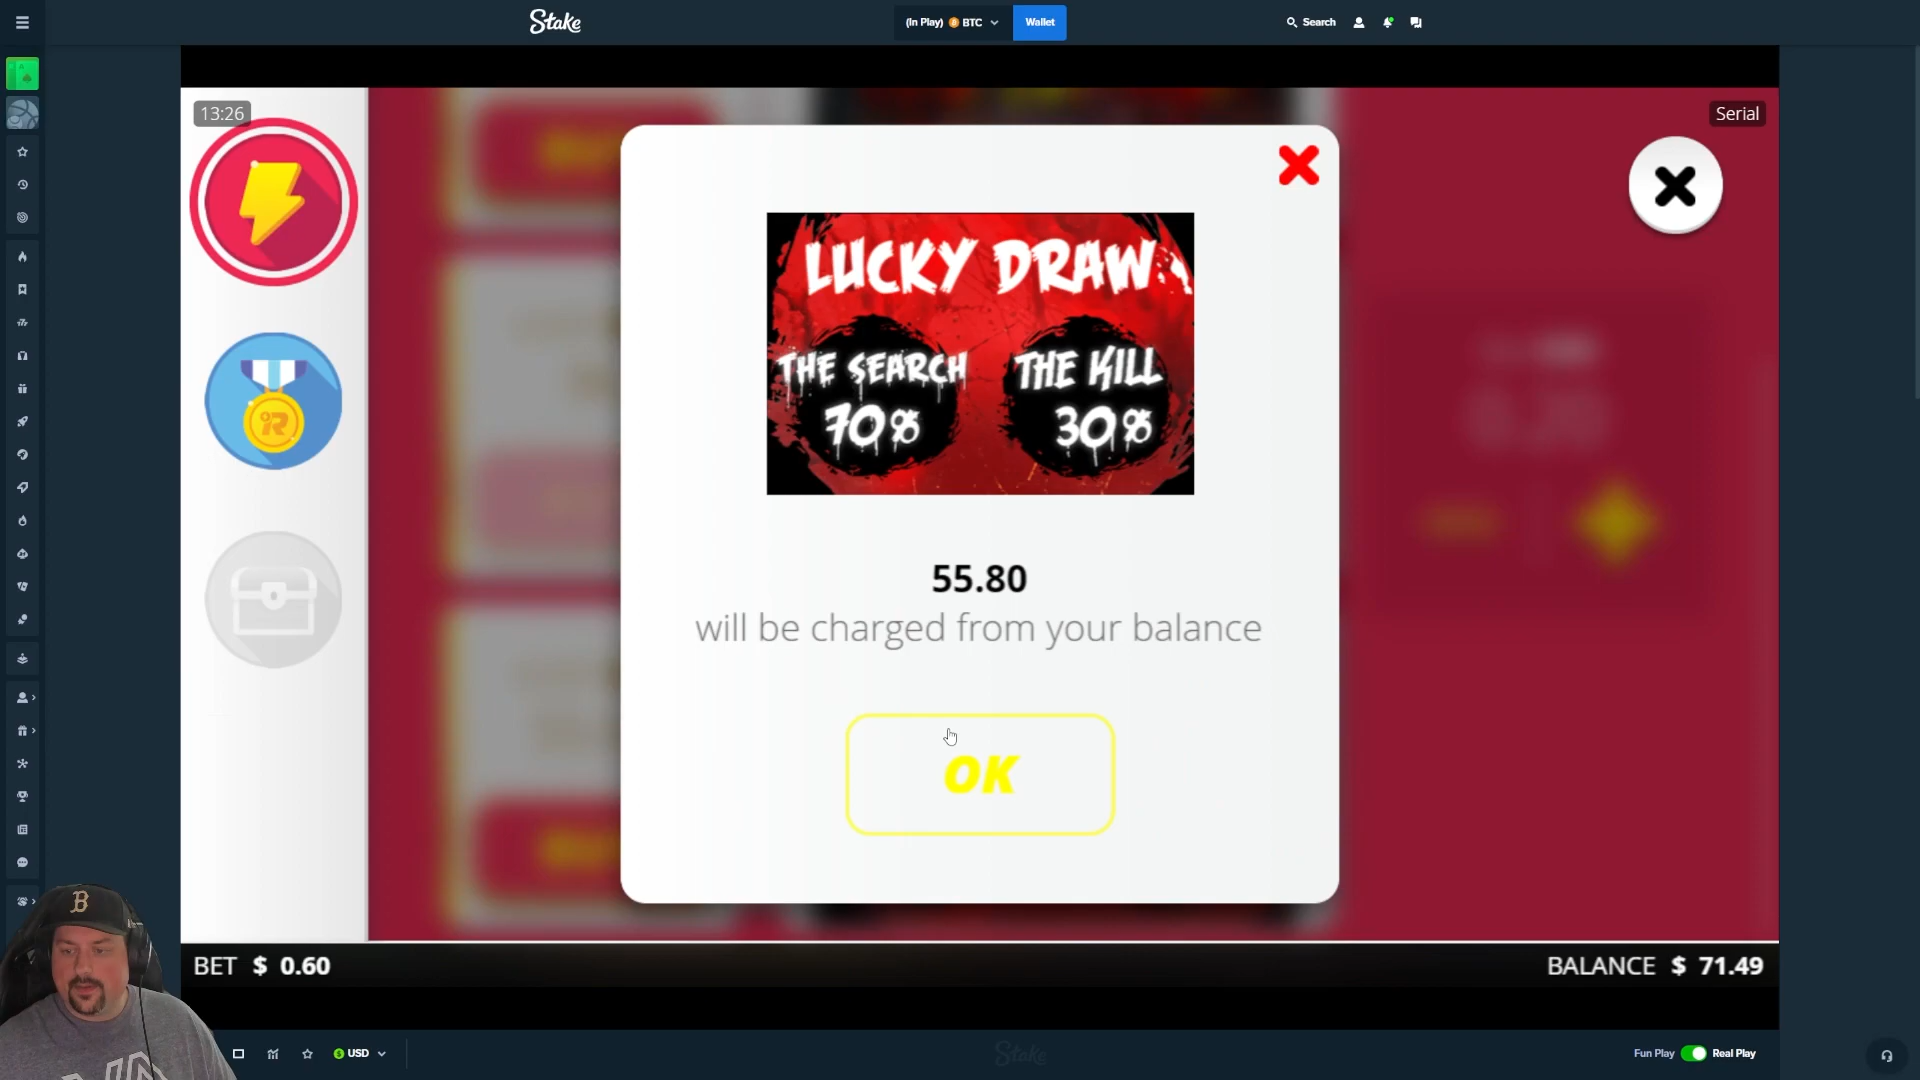 Stake
(In Play) BTC
Wallet
Search
13:26
Serial
LUCKY DRAW
THE SEARCH
70%
THE KILL
30%
55.80
will be charged from your balance
OK
BET $ 0.60
BALANCE $ 71.49
B
USD
Stake
Fun Play
Real Play